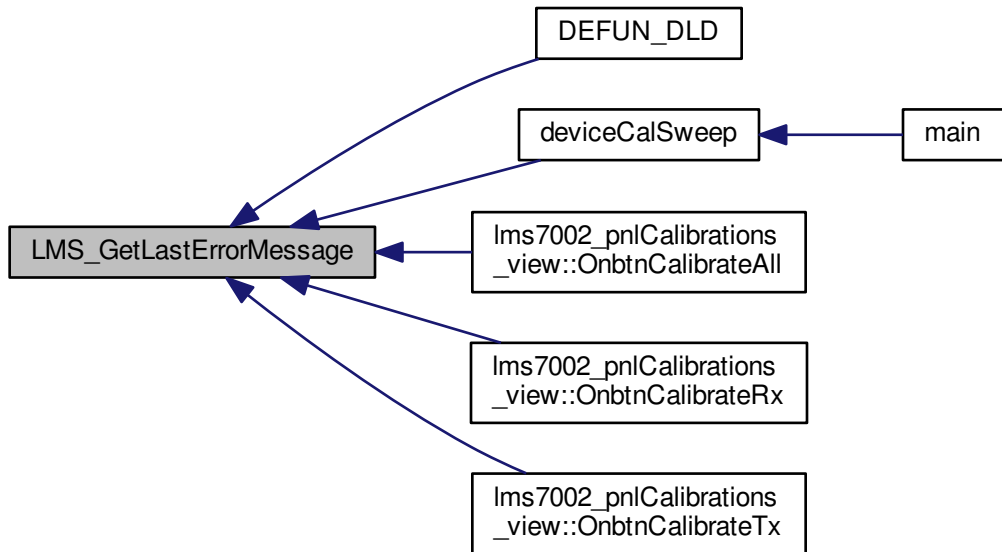 DEFUN_DLD
deviceCalSweep
main
LMS_GetLastErrorMessage
lms7002_pnlCalibrations
_view::OnbtnCalibrateAll
lms7002_pnlCalibrations
_view::OnbtnCalibrateRx
lms7002_pnlCalibrations
_view::OnbtnCalibrateTx